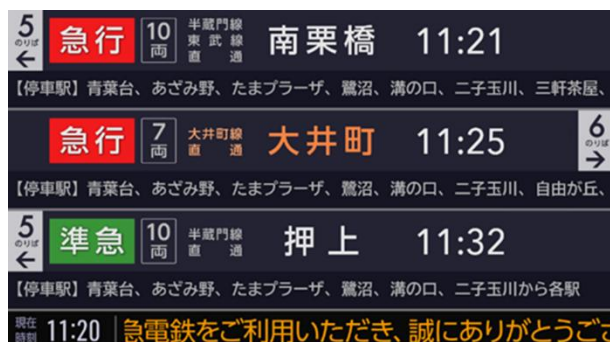 5 のりば ← 急行 10両 半蔵門線 東武線 直通 南栗橋 11:21
【停車駅】青葉台、あざみ野、たまプラーザ、鷺沼、溝の口、二子玉川、三軒茶屋、
急行 7両 大井町線 直通 大井町 11:25 6 のりば →
【停車駅】青葉台、あざみ野、たまプラーザ、鷺沼、溝の口、二子玉川、自由が丘、
5 のりば ← 準急 10両 半蔵門線 直通 押上 11:32
【停車駅】青葉台、あざみ野、たまプラーザ、鷺沼、溝の口、二子玉川から各駅
現在時刻 11:20 急電鉄をご利用いただき、誠にありがとうござ